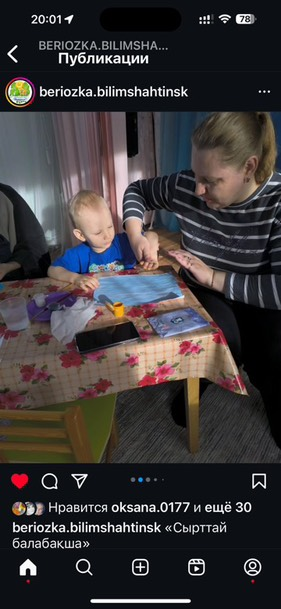 20:01
78
BERIOZKA.BILIMSHA...
Публикации
beriozka.bilimshahtinsk
Нравится oksana.0177 и ещё 30
beriozka.bilimshahtinsk «Сырттай
балабақша»